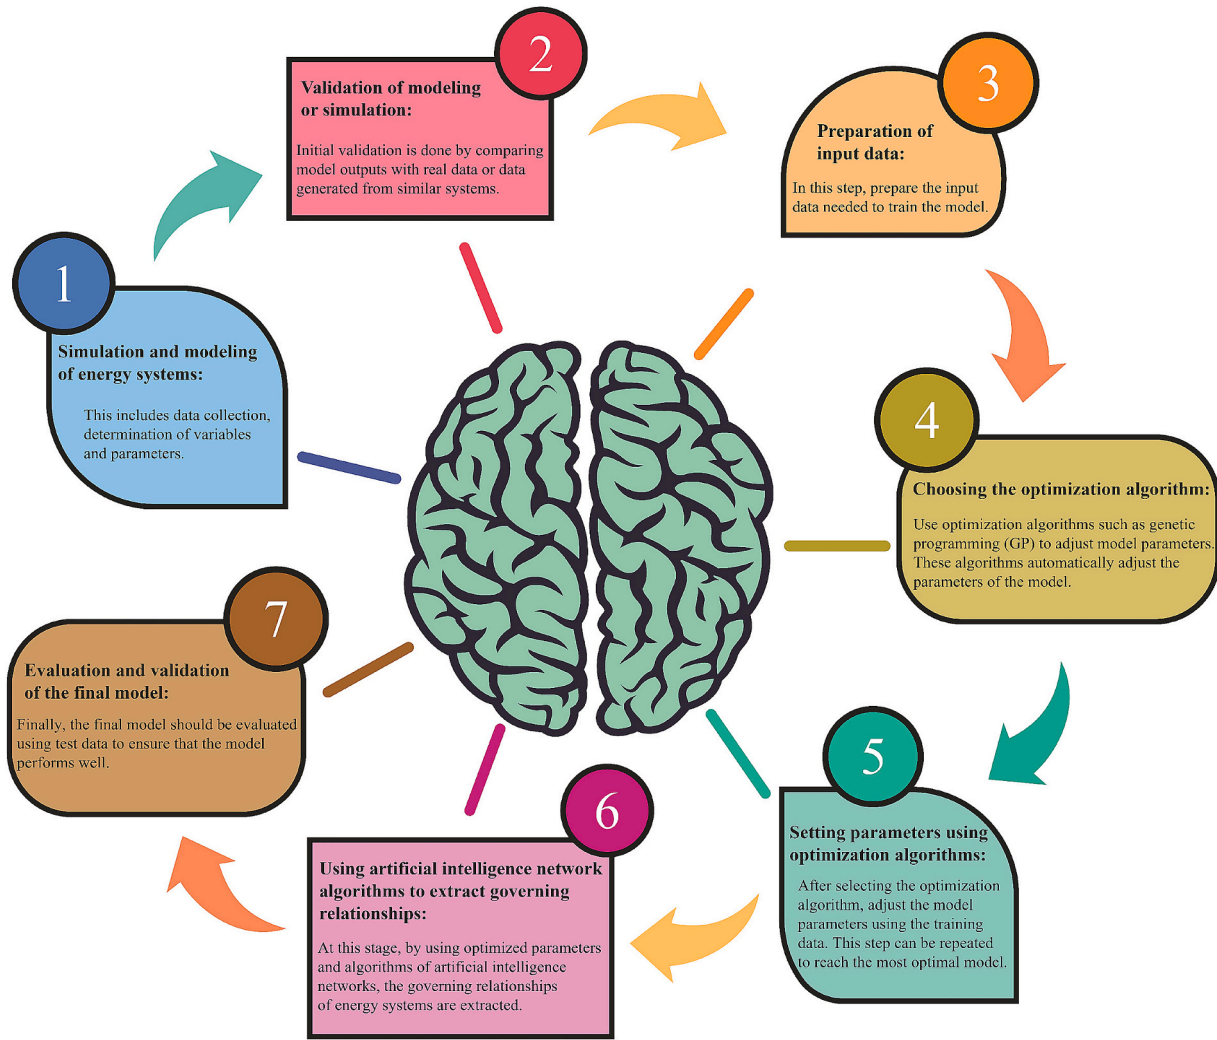 1
Simulation and modeling
of energy systems:
This includes data collection,
determination of variables
and parameters.
2
Validation of modeling
or simulation:
Initial validation is done by comparing
model outputs with real data or data
generated from similar systems.
3
Preparation of
input data:
In this step, prepare the input
data needed to train the model.
4
Choosing the optimization algorithm:
Use optimization algorithms such as genetic
programming (GP) to adjust model parameters.
These algorithms automatically adjust the
parameters of the model.
5
Setting parameters using
optimization algorithms:
After selecting the optimization
algorithm, adjust the model
parameters using the training
data. This step can be repeated
to reach the most optimal model.
6
Using artificial intelligence network
algorithms to extract governing
relationships:
At this stage, by using optimized parameters
and algorithms of artificial intelligence
networks, the governing relationships
of energy systems are extracted.
7
Evaluation and validation
of the final model:
Finally, the final model should be evaluated
using test data to ensure that the model
performs well.